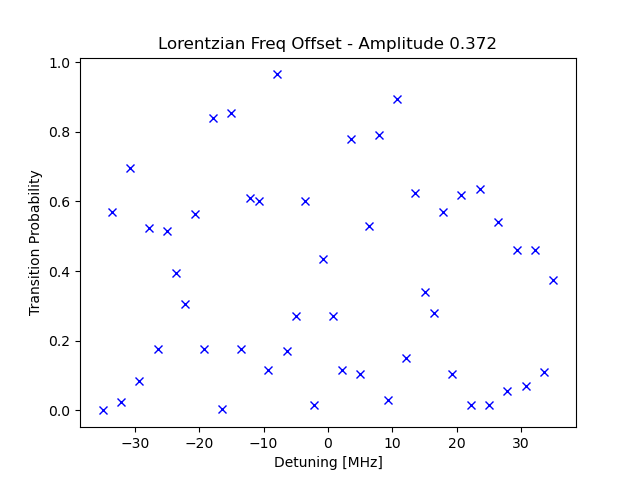 Lorentzian Freq Offset - Amplitude 0.372
1.0
0.8
0.6
0.4
0.2
0.0
Transition Probability
−30 −20 −10 0 10 20 30
Detuning [MHz]